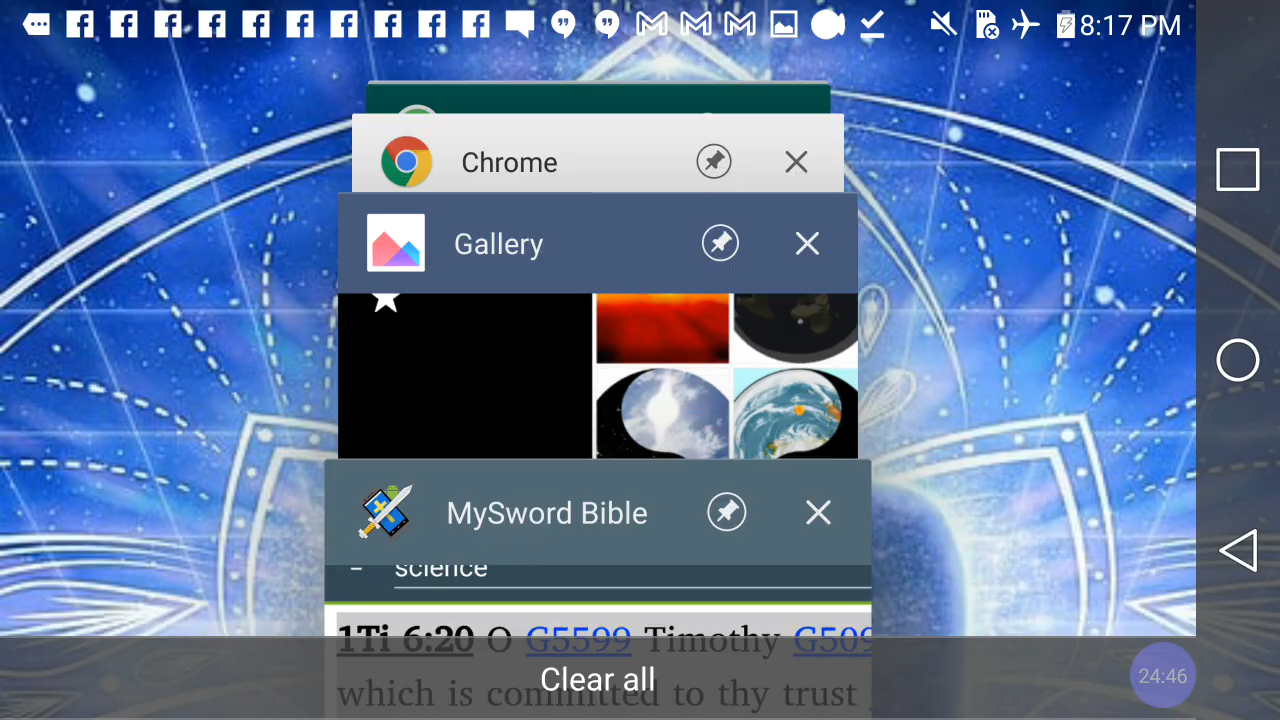 8:17 PM
Chrome
Gallery
MySword Bible
science
1Ti 6:20 O G5599 Timothy G509
which is committed to thy trust
Clear all
24:46